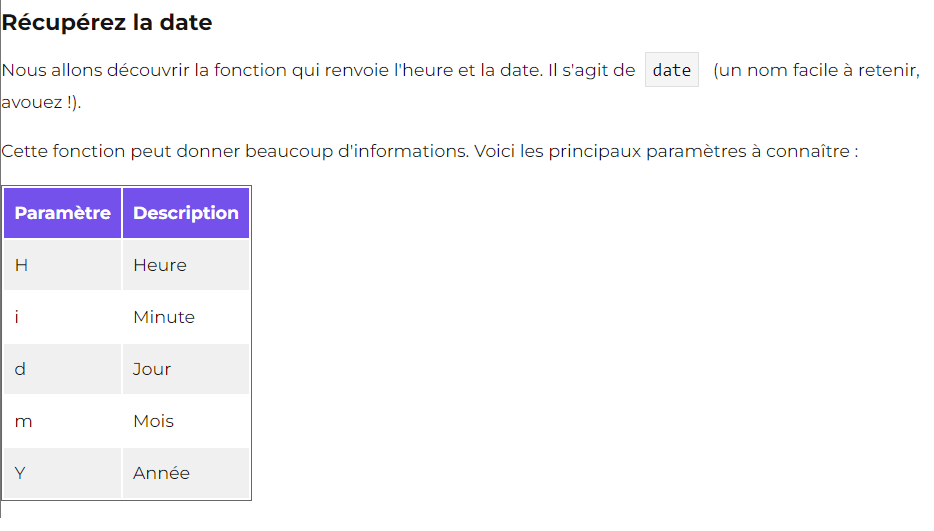 Récupérez la date
Nous allons découvrir la fonction qui renvoie l'heure et la date. Il s'agit de date (un nom facile à retenir,
avouez !).
Cette fonction peut donner beaucoup d'informations. Voici les principaux paramètres à connaître :
Paramètre Description
H Heure
i Minute
d Jour
m Mois
Y Année